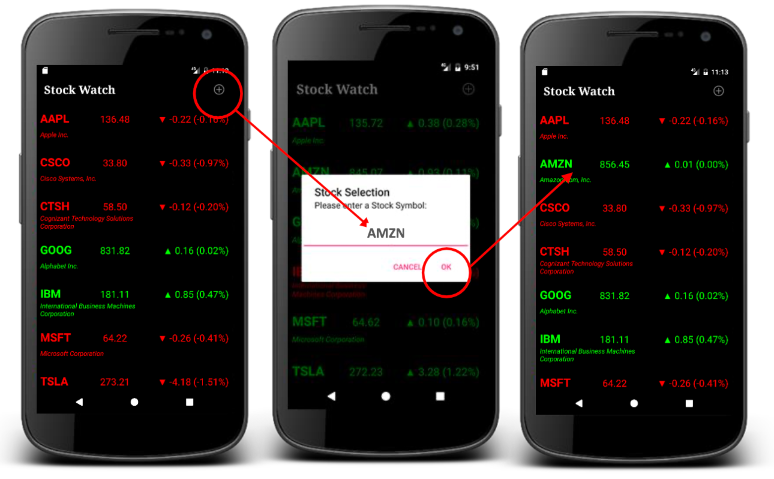 11:12
Stock Watch
AAPL 136.48 ▼ -0.22 (-0.16%)
Apple Inc.
CSCO 33.80 ▼ -0.33 (-0.97%)
Cisco Systems, Inc.
CTSH 58.50 ▼ -0.12 (-0.20%)
Cognizant Technology Solutions
Corporation
GOOG 831.82 ▲ 0.16 (0.02%)
Alphabet Inc.
IBM 181.11 ▲ 0.85 (0.47%)
International Business Machines
Corporation
MSFT 64.22 ▼ -0.26 (-0.41%)
Microsoft Corporation
TSLA 273.21 ▼ -4.18 (-1.51%)
9:51
Stock Watch
AAPL 135.72 ▲ 0.38 (0.28%)
Apple Inc.
AMZN 845.07 ▲ 0.93 (0.11%)
Stock Selection
Please enter a Stock Symbol:
AMZN
CANCEL OK
Machines Corporation
MSFT 64.62 ▲ 0.10 (0.16%)
Microsoft Corporation
TSLA 272.23 ▲ 3.28 (1.22%)
11:13
Stock Watch
AAPL 136.48 ▼ -0.22 (-0.16%)
Apple Inc.
AMZN 856.45 ▲ 0.01 (0.00%)
Amazon.com, Inc.
CSCO 33.80 ▼ -0.33 (-0.97%)
Cisco Systems, Inc.
CTSH 58.50 ▼ -0.12 (-0.20%)
Cognizant Technology Solutions
Corporation
GOOG 831.82 ▲ 0.16 (0.02%)
Alphabet Inc.
IBM 181.11 ▲ 0.85 (0.47%)
International Business Machines
Corporation
MSFT 64.22 ▼ -0.26 (-0.41%)